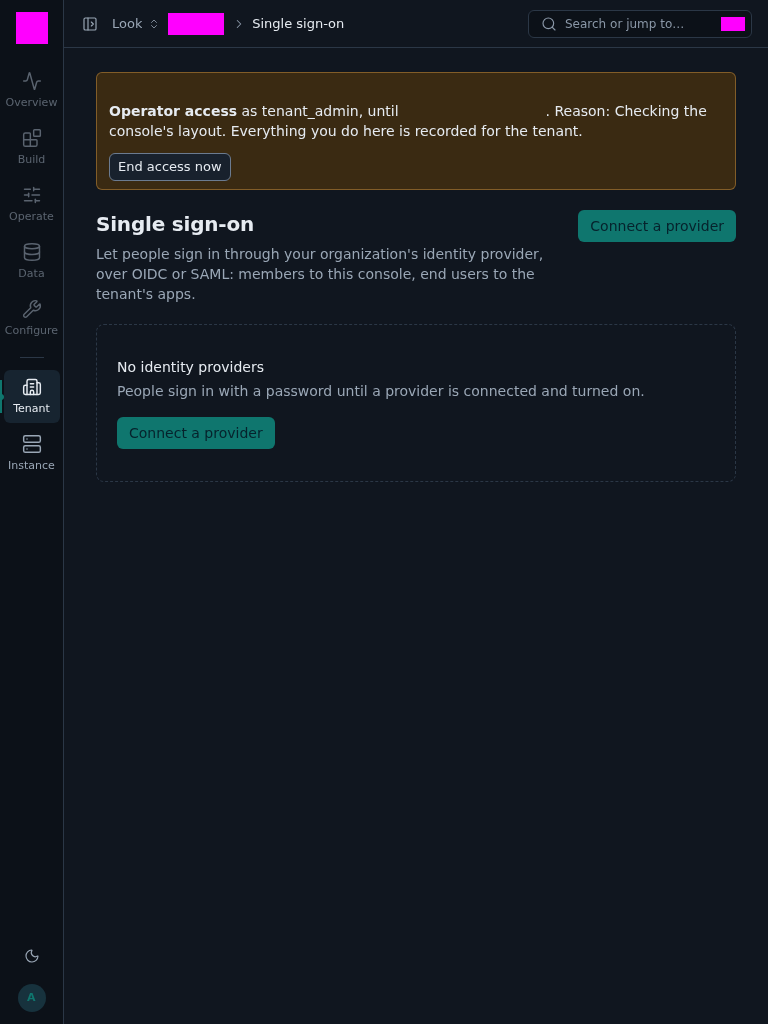 Look
Single sign-on
Search or jump to...
Overview
Build
Operate
Data
Configure
Tenant
Instance
A
Operator access as tenant_admin, until . Reason: Checking the
console's layout. Everything you do here is recorded for the tenant.
End access now
Single sign-on
Connect a provider
Let people sign in through your organization's identity provider,
over OIDC or SAML: members to this console, end users to the
tenant's apps.
No identity providers
People sign in with a password until a provider is connected and turned on.
Connect a provider